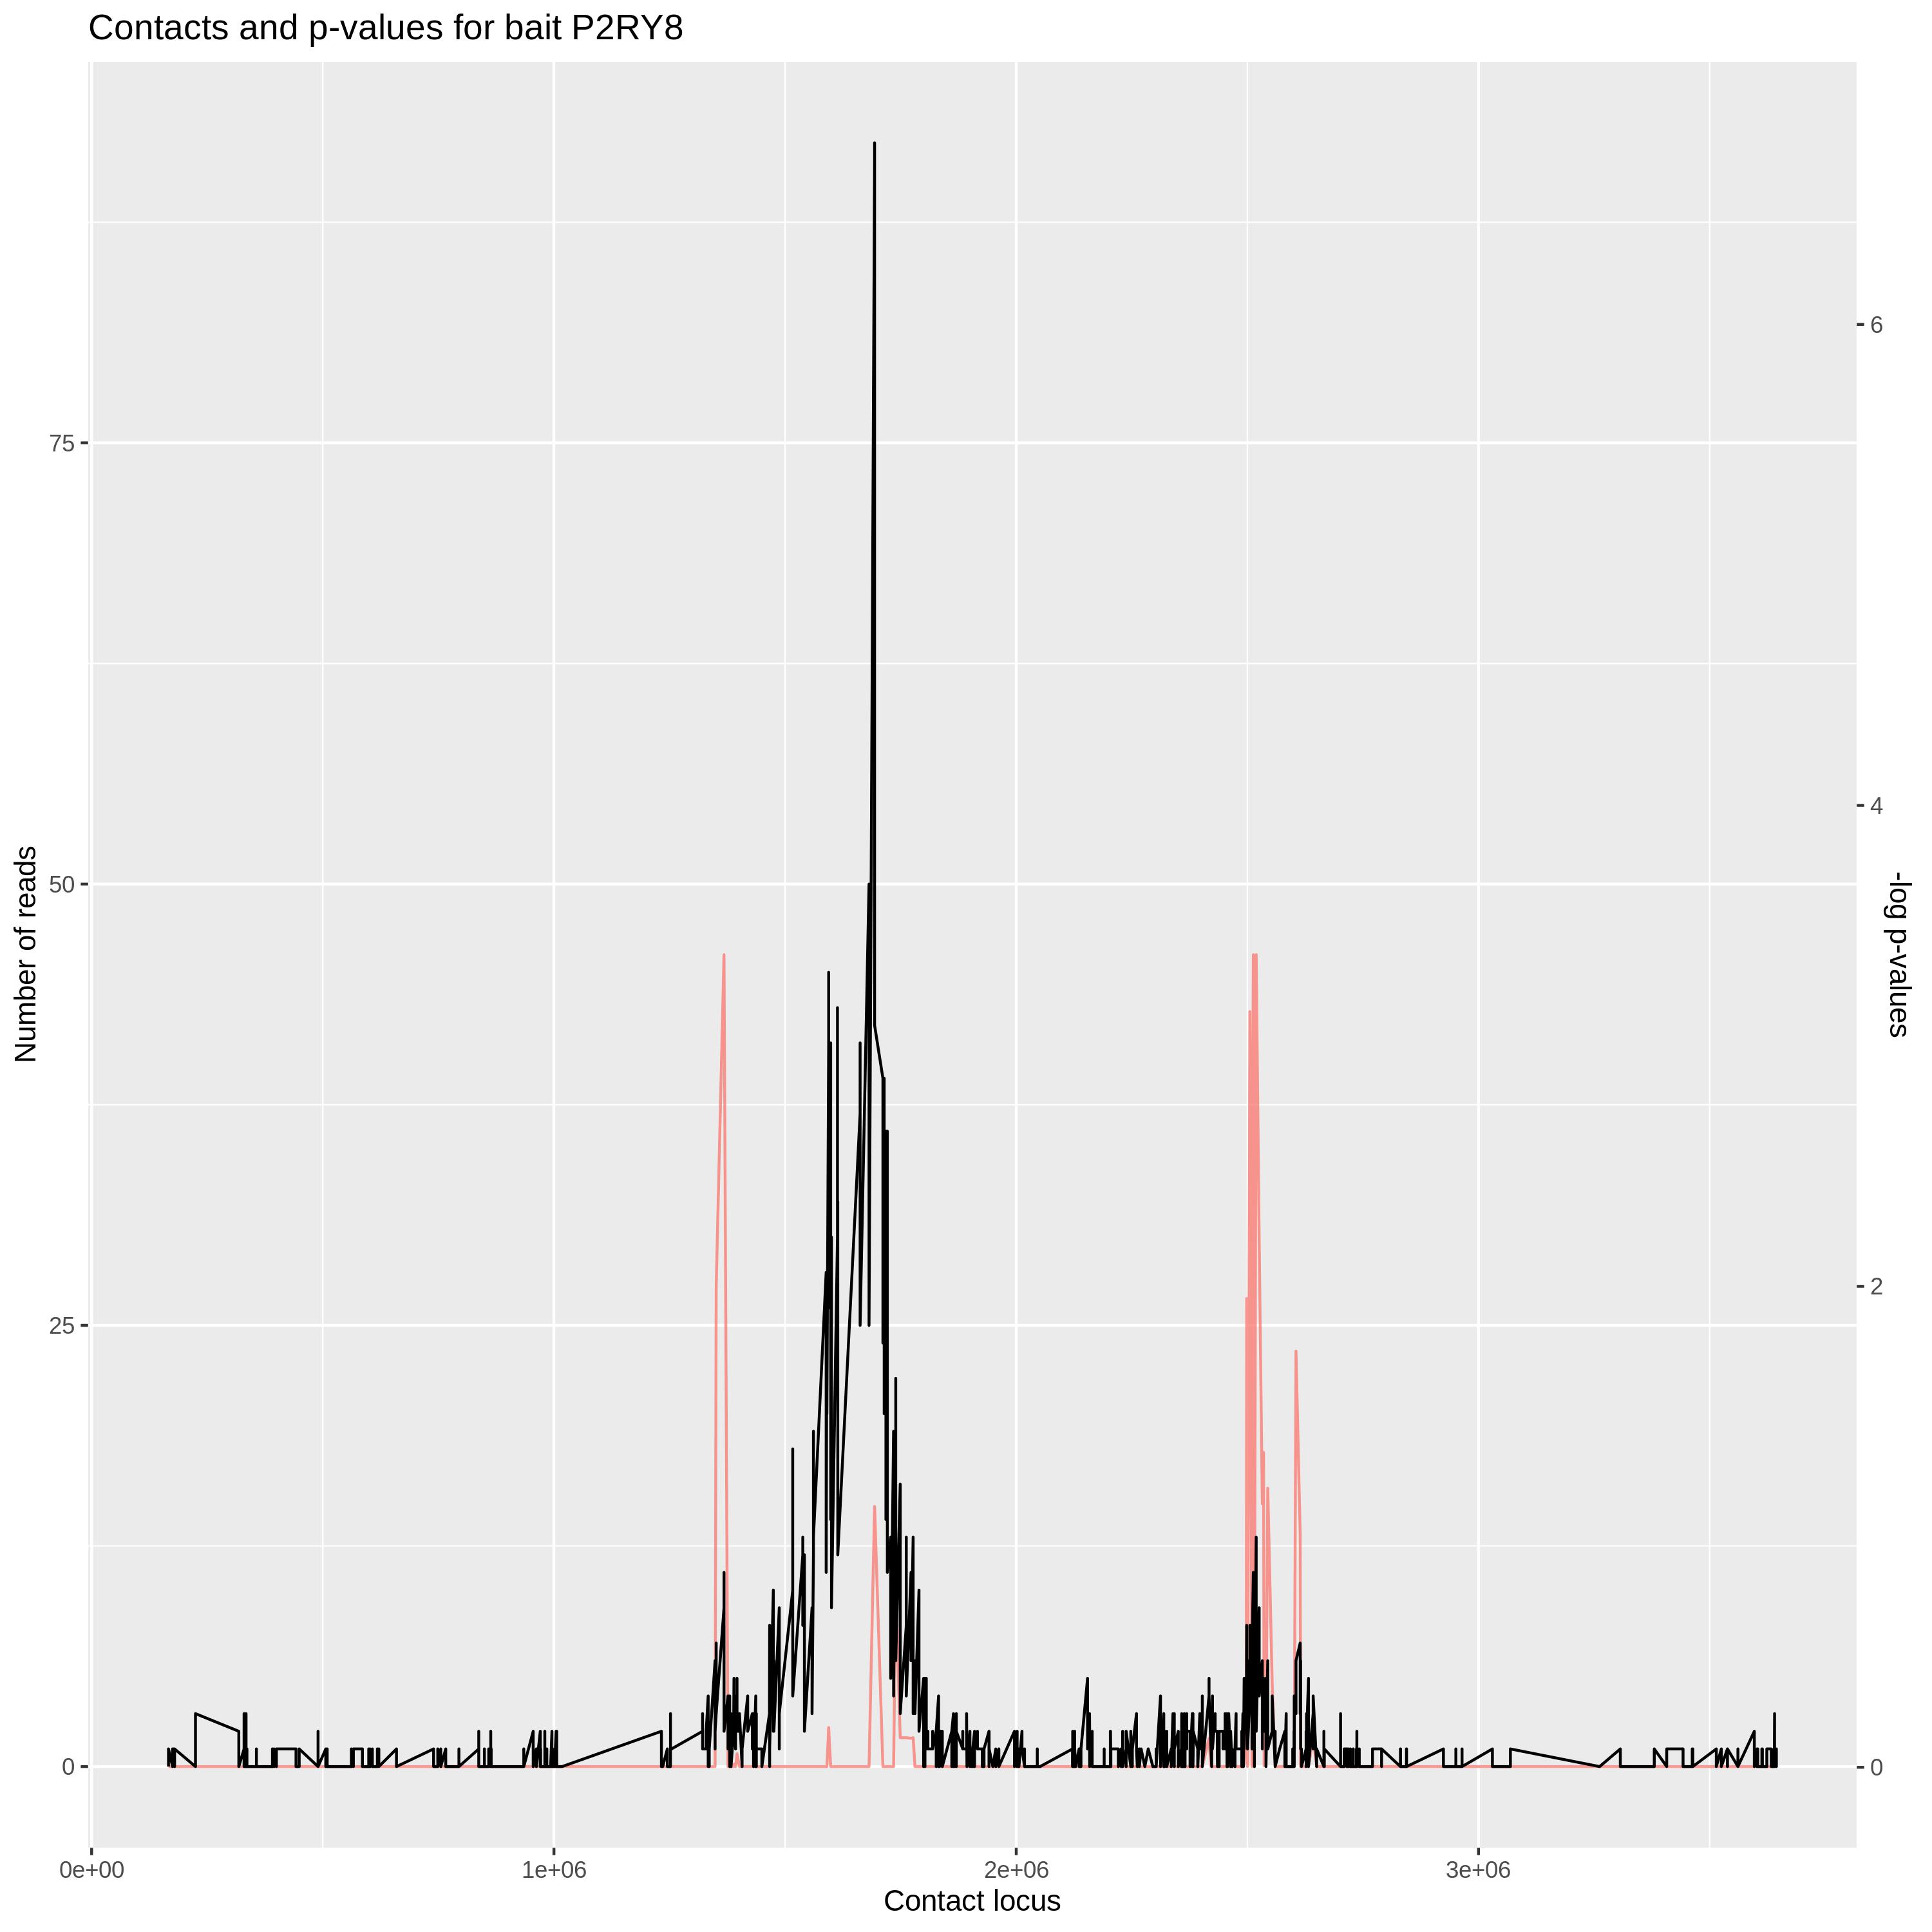 Contacts and p-values for bait P2RY8
75
50
25
0
6
4
2
0
Number of reads
-log p-values
0e+00 1e+06 2e+06 3e+06
Contact locus